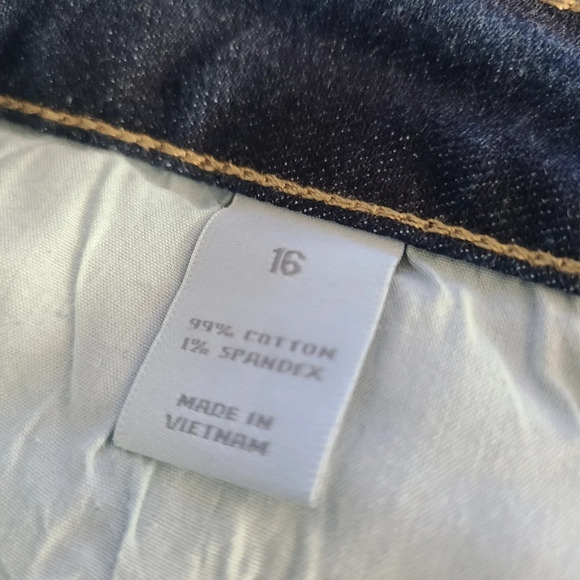 16
99% COTTON
1% SPANDEX
MADE IN
VIETNAM